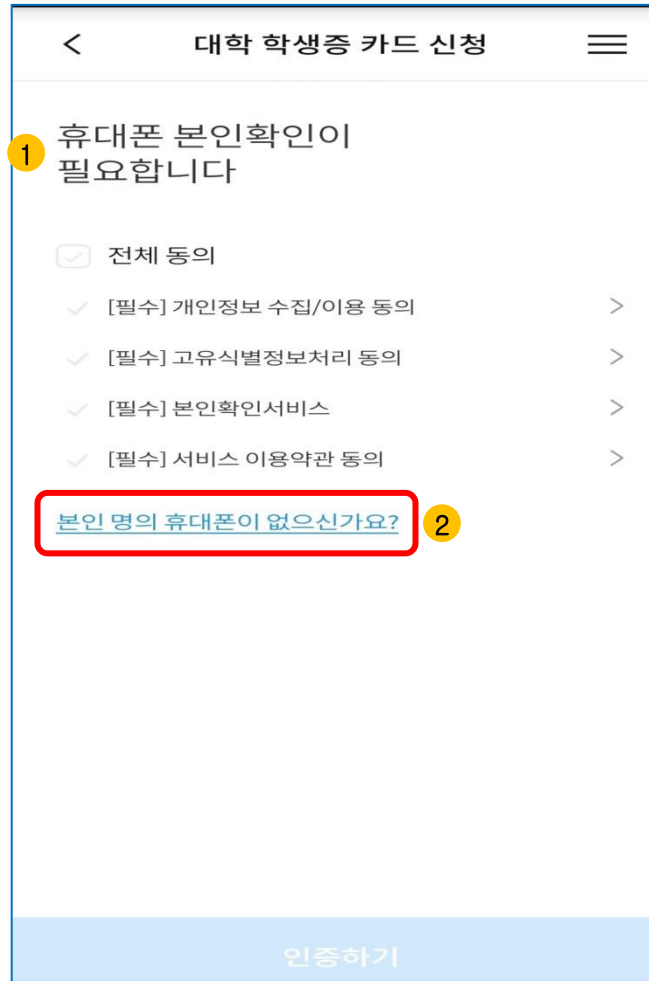 대학 학생증 카드 신청
1
휴대폰 본인확인이
필요합니다
전체 동의
[필수] 개인정보 수집/이용 동의
[필수] 고유식별정보처리 동의
[필수] 본인확인서비스
[필수] 서비스 이용약관 동의
본인 명의 휴대폰이 없으신가요? 2
인증하기